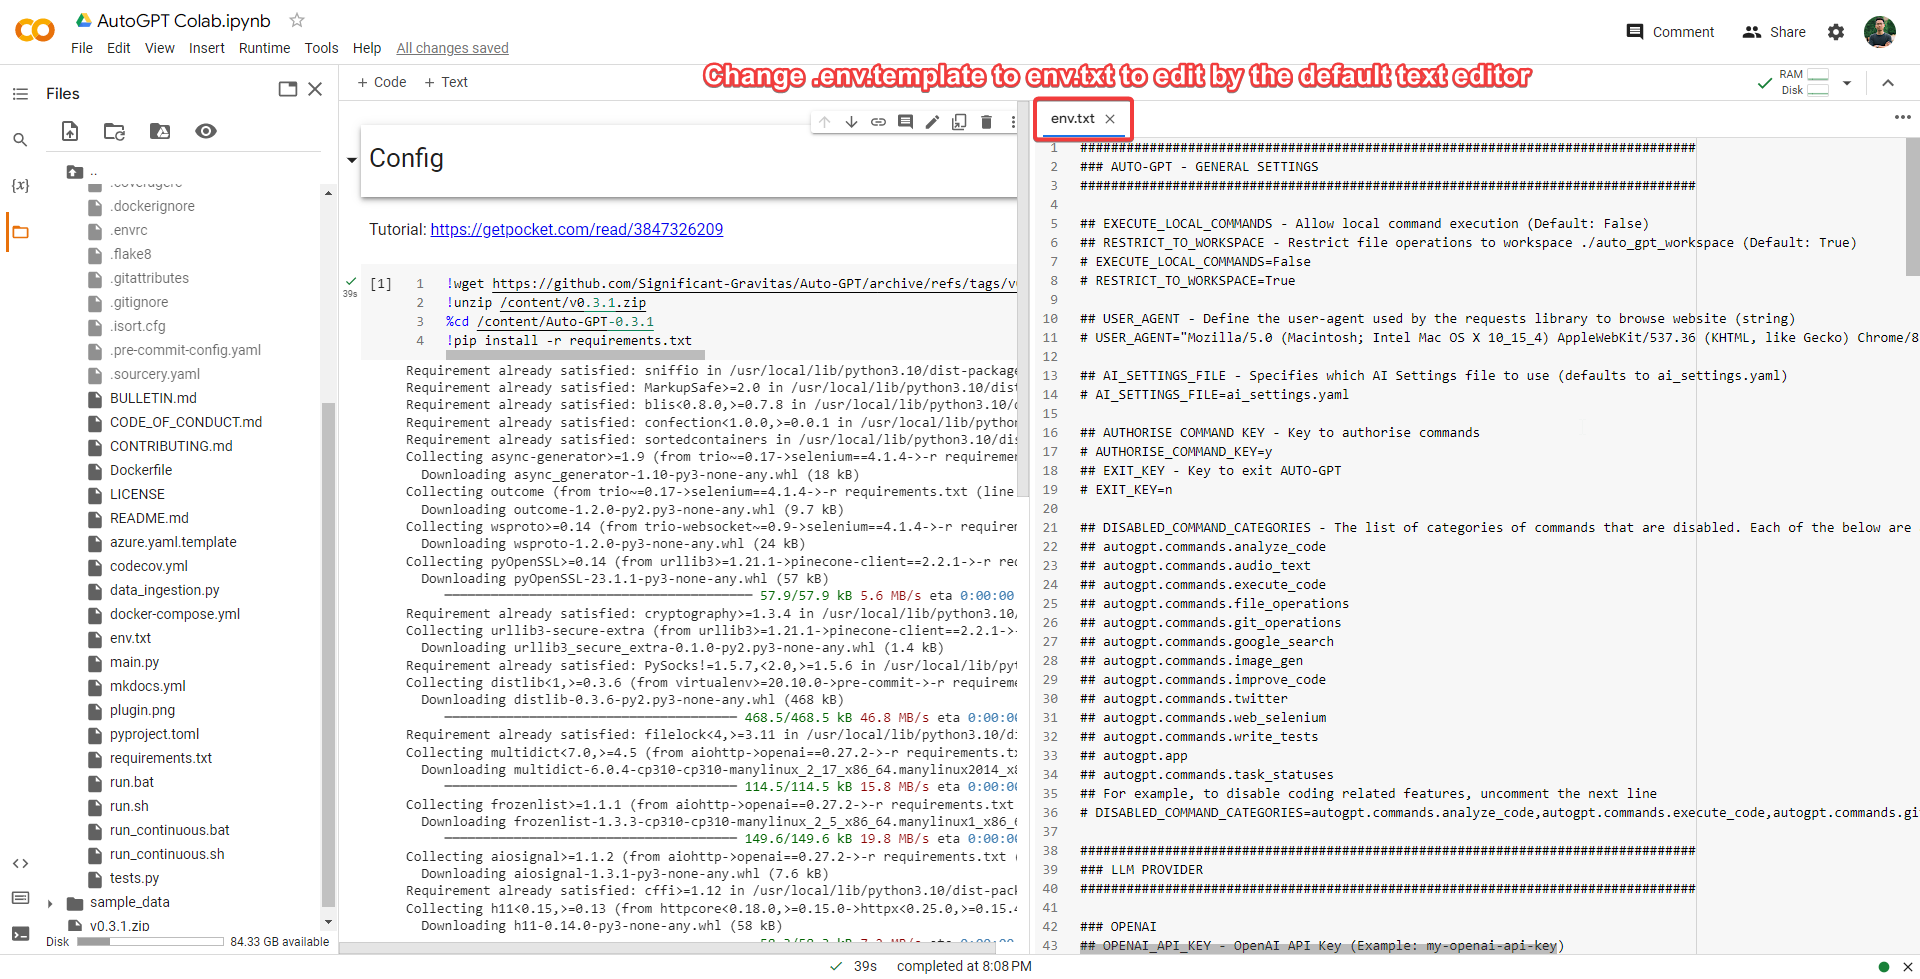 AutoGPT Colab.ipynb
File Edit View Insert Runtime Tools Help All changes saved
Comment Share
Files
+ Code + Text
Change .env.template to env.txt to edit by the default text editor
RAM
Disk
..
.dockerignore
.envrc
.flake8
.gitattributes
.gitignore
.isort.cfg
.pre-commit-config.yaml
.sourcery.yaml
BULLETIN.md
CODE_OF_CONDUCT.md
CONTRIBUTING.md
Dockerfile
LICENSE
README.md
azure.yaml.template
codecov.yml
data_ingestion.py
docker-compose.yml
env.txt
main.py
mkdocs.yml
plugin.png
pyproject.toml
requirements.txt
run.bat
run.sh
run_continuous.bat
run_continuous.sh
tests.py
sample_data
v0.3.1.zip
Disk 84.33 GB available
Config
Tutorial: https://getpocket.com/read/3847326209
39s
[1]
1 !wget https://github.com/Significant-Gravitas/Auto-GPT/archive/refs/tags/v
2 !unzip /content/v0.3.1.zip
3 %cd /content/Auto-GPT-0.3.1
4 !pip install -r requirements.txt
Requirement already satisfied: sniffio in /usr/local/lib/python3.10/dist-package
Requirement already satisfied: MarkupSafe>=2.0 in /usr/local/lib/python3.10/dist
Requirement already satisfied: blis<0.8.0,>=0.7.8 in /usr/local/lib/python3.10/d
Requirement already satisfied: confection<1.0.0,>=0.0.1 in /usr/local/lib/python
Requirement already satisfied: sortedcontainers in /usr/local/lib/python3.10/dis
Collecting async-generator>=1.9 (from trio~=0.17->selenium==4.1.4->-r requiremen
Downloading async_generator-1.10-py3-none-any.whl (18 kB)
Collecting outcome (from trio~=0.17->selenium==4.1.4->-r requirements.txt (line
Downloading outcome-1.2.0-py2.py3-none-any.whl (9.7 kB)
Collecting wsproto>=0.14 (from trio-websocket~=0.9->selenium==4.1.4->-r requirem
Downloading wsproto-1.2.0-py3-none-any.whl (24 kB)
Collecting pyOpenSSL>=0.14 (from urllib3>=1.21.1->pinecone-client==2.2.1->-r req
Downloading pyOpenSSL-23.1.1-py3-none-any.whl (57 kB)
57.9/57.9 kB 5.6 MB/s eta 0:00:00
Requirement already satisfied: cryptography>=1.3.4 in /usr/local/lib/python3.10/
Collecting urllib3-secure-extra (from urllib3>=1.21.1->pinecone-client==2.2.1->-
Downloading urllib3_secure_extra-0.1.0-py2.py3-none-any.whl (1.4 kB)
Requirement already satisfied: PySocks!=1.5.7,<2.0,>=1.5.6 in /usr/local/lib/pyt
Collecting distlib<1,>=0.3.6 (from virtualenv>=20.10.0->pre-commit->-r requireme
Downloading distlib-0.3.6-py2.py3-none-any.whl (468 kB)
468.5/468.5 kB 46.8 MB/s eta 0:00:00
Requirement already satisfied: filelock<4,>=3.11 in /usr/local/lib/python3.10/di
Collecting multidict<7.0,>=4.5 (from aiohttp->openai==0.27.2->-r requirements.tx
Downloading multidict-6.0.4-cp310-cp310-manylinux_2_17_x86_64.manylinux2014_x8
114.5/114.5 kB 15.8 MB/s eta 0:00:00
Collecting frozenlist>=1.1.1 (from aiohttp->openai==0.27.2->-r requirements.txt
Downloading frozenlist-1.3.3-cp310-cp310-manylinux_2_5_x86_64.manylinux1_x86_6
149.6/149.6 kB 19.8 MB/s eta 0:00:00
Collecting aiosignal>=1.1.2 (from aiohttp->openai==0.27.2->-r requirements.txt (
Downloading aiosignal-1.3.1-py3-none-any.whl (7.6 kB)
Requirement already satisfied: cffi>=1.12 in /usr/local/lib/python3.10/dist-pack
Collecting h11<0.15,>=0.13 (from httpcore<0.18.0,>=0.15.0->httpx<0.25.0,>=0.15.4
Downloading h11-0.14.0-py3-none-any.whl (58 kB)
env.txt
1 ################################################################################
2 ### AUTO-GPT - GENERAL SETTINGS
3 ################################################################################
4
5 ## EXECUTE_LOCAL_COMMANDS - Allow local command execution (Default: False)
6 ## RESTRICT_TO_WORKSPACE - Restrict file operations to workspace ./auto_gpt_workspace (Default: True)
7 # EXECUTE_LOCAL_COMMANDS=False
8 # RESTRICT_TO_WORKSPACE=True
9
10 ## USER_AGENT - Define the user-agent used by the requests library to browse website (string)
11 # USER_AGENT="Mozilla/5.0 (Macintosh; Intel Mac OS X 10_15_4) AppleWebKit/537.36 (KHTML, like Gecko) Chrome/8
12
13 ## AI_SETTINGS_FILE - Specifies which AI Settings file to use (defaults to ai_settings.yaml)
14 # AI_SETTINGS_FILE=ai_settings.yaml
15
16 ## AUTHORISE COMMAND KEY - Key to authorise commands
17 # AUTHORISE_COMMAND_KEY=y
18 ## EXIT_KEY - Key to exit AUTO-GPT
19 # EXIT_KEY=n
20
21 ## DISABLED_COMMAND_CATEGORIES - The list of categories of commands that are disabled. Each of the below are
22 ## autogpt.commands.analyze_code
23 ## autogpt.commands.audio_text
24 ## autogpt.commands.execute_code
25 ## autogpt.commands.file_operations
26 ## autogpt.commands.git_operations
27 ## autogpt.commands.google_search
28 ## autogpt.commands.image_gen
29 ## autogpt.commands.improve_code
30 ## autogpt.commands.twitter
31 ## autogpt.commands.web_selenium
32 ## autogpt.commands.write_tests
33 ## autogpt.app
34 ## autogpt.commands.task_statuses
35 ## For example, to disable coding related features, uncomment the next line
36 # DISABLED_COMMAND_CATEGORIES=autogpt.commands.analyze_code,autogpt.commands.execute_code,autogpt.commands.gi
37
38 ################################################################################
39 ### LLM PROVIDER
40 ################################################################################
41
42 ### OPENAI
43 ## OPENAI_API_KEY - OpenAI API Key (Example: my-openai-api-key)
39s completed at 8:08 PM